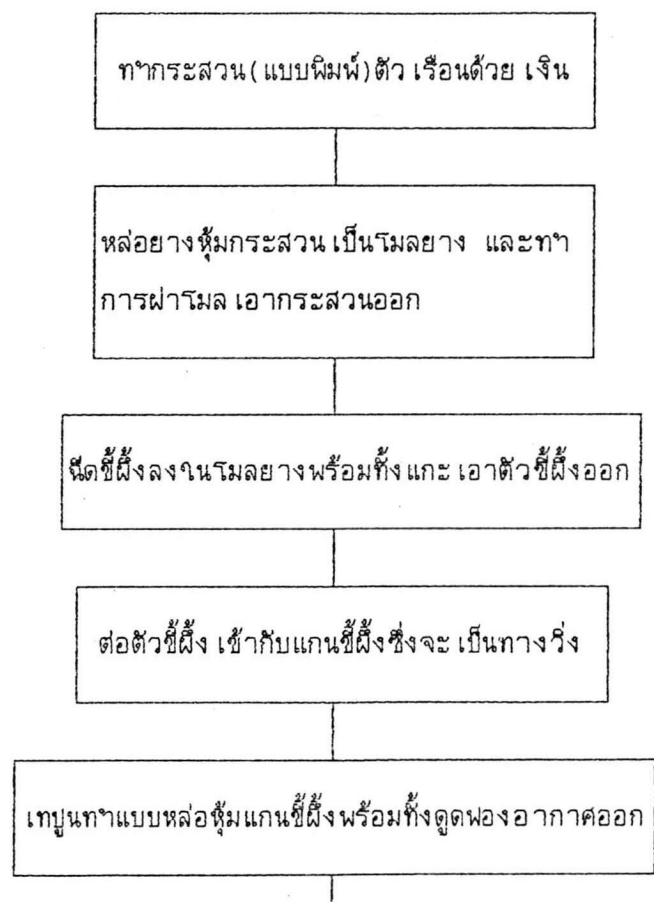 ทำกระสวน(แบบพิมพ์)ตัวเรือนด้วยเงิน
หล่อยางหุ้มกระสวนเป็นโมลยาง และทำ
การผ่าโมลเอากระสวนออก
ฉีดขี้ผึ้งลงในโมลยางพร้อมทั้งแกะเอาตัวขี้ผึ้งออก
ต่อตัวขี้ผึ้งเข้ากับแกนขี้ผึ้งซึ่งจะเป็นทางวิ่ง
เทปูนทำแบบหล่อหุ้มแกนขี้ผึ้งพร้อมทั้งดูดฟองอากาศออก